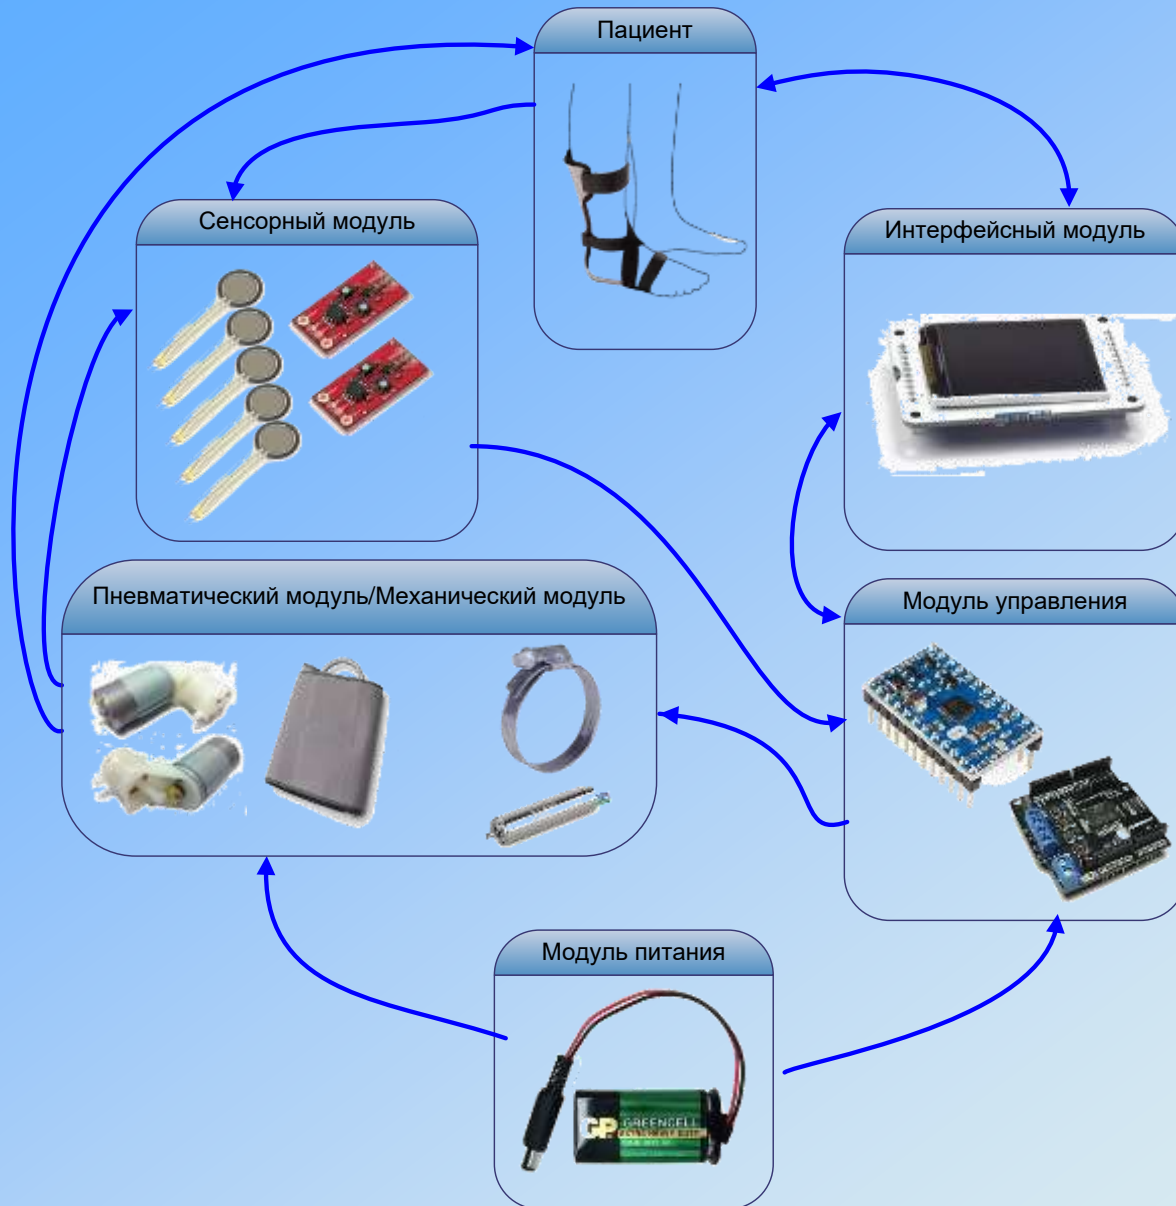 Пациент
Сенсорный модуль
Интерфейсный модуль
Пневматический модуль/Механический модуль
Модуль управления
Модуль питания
GP
GREENCELL